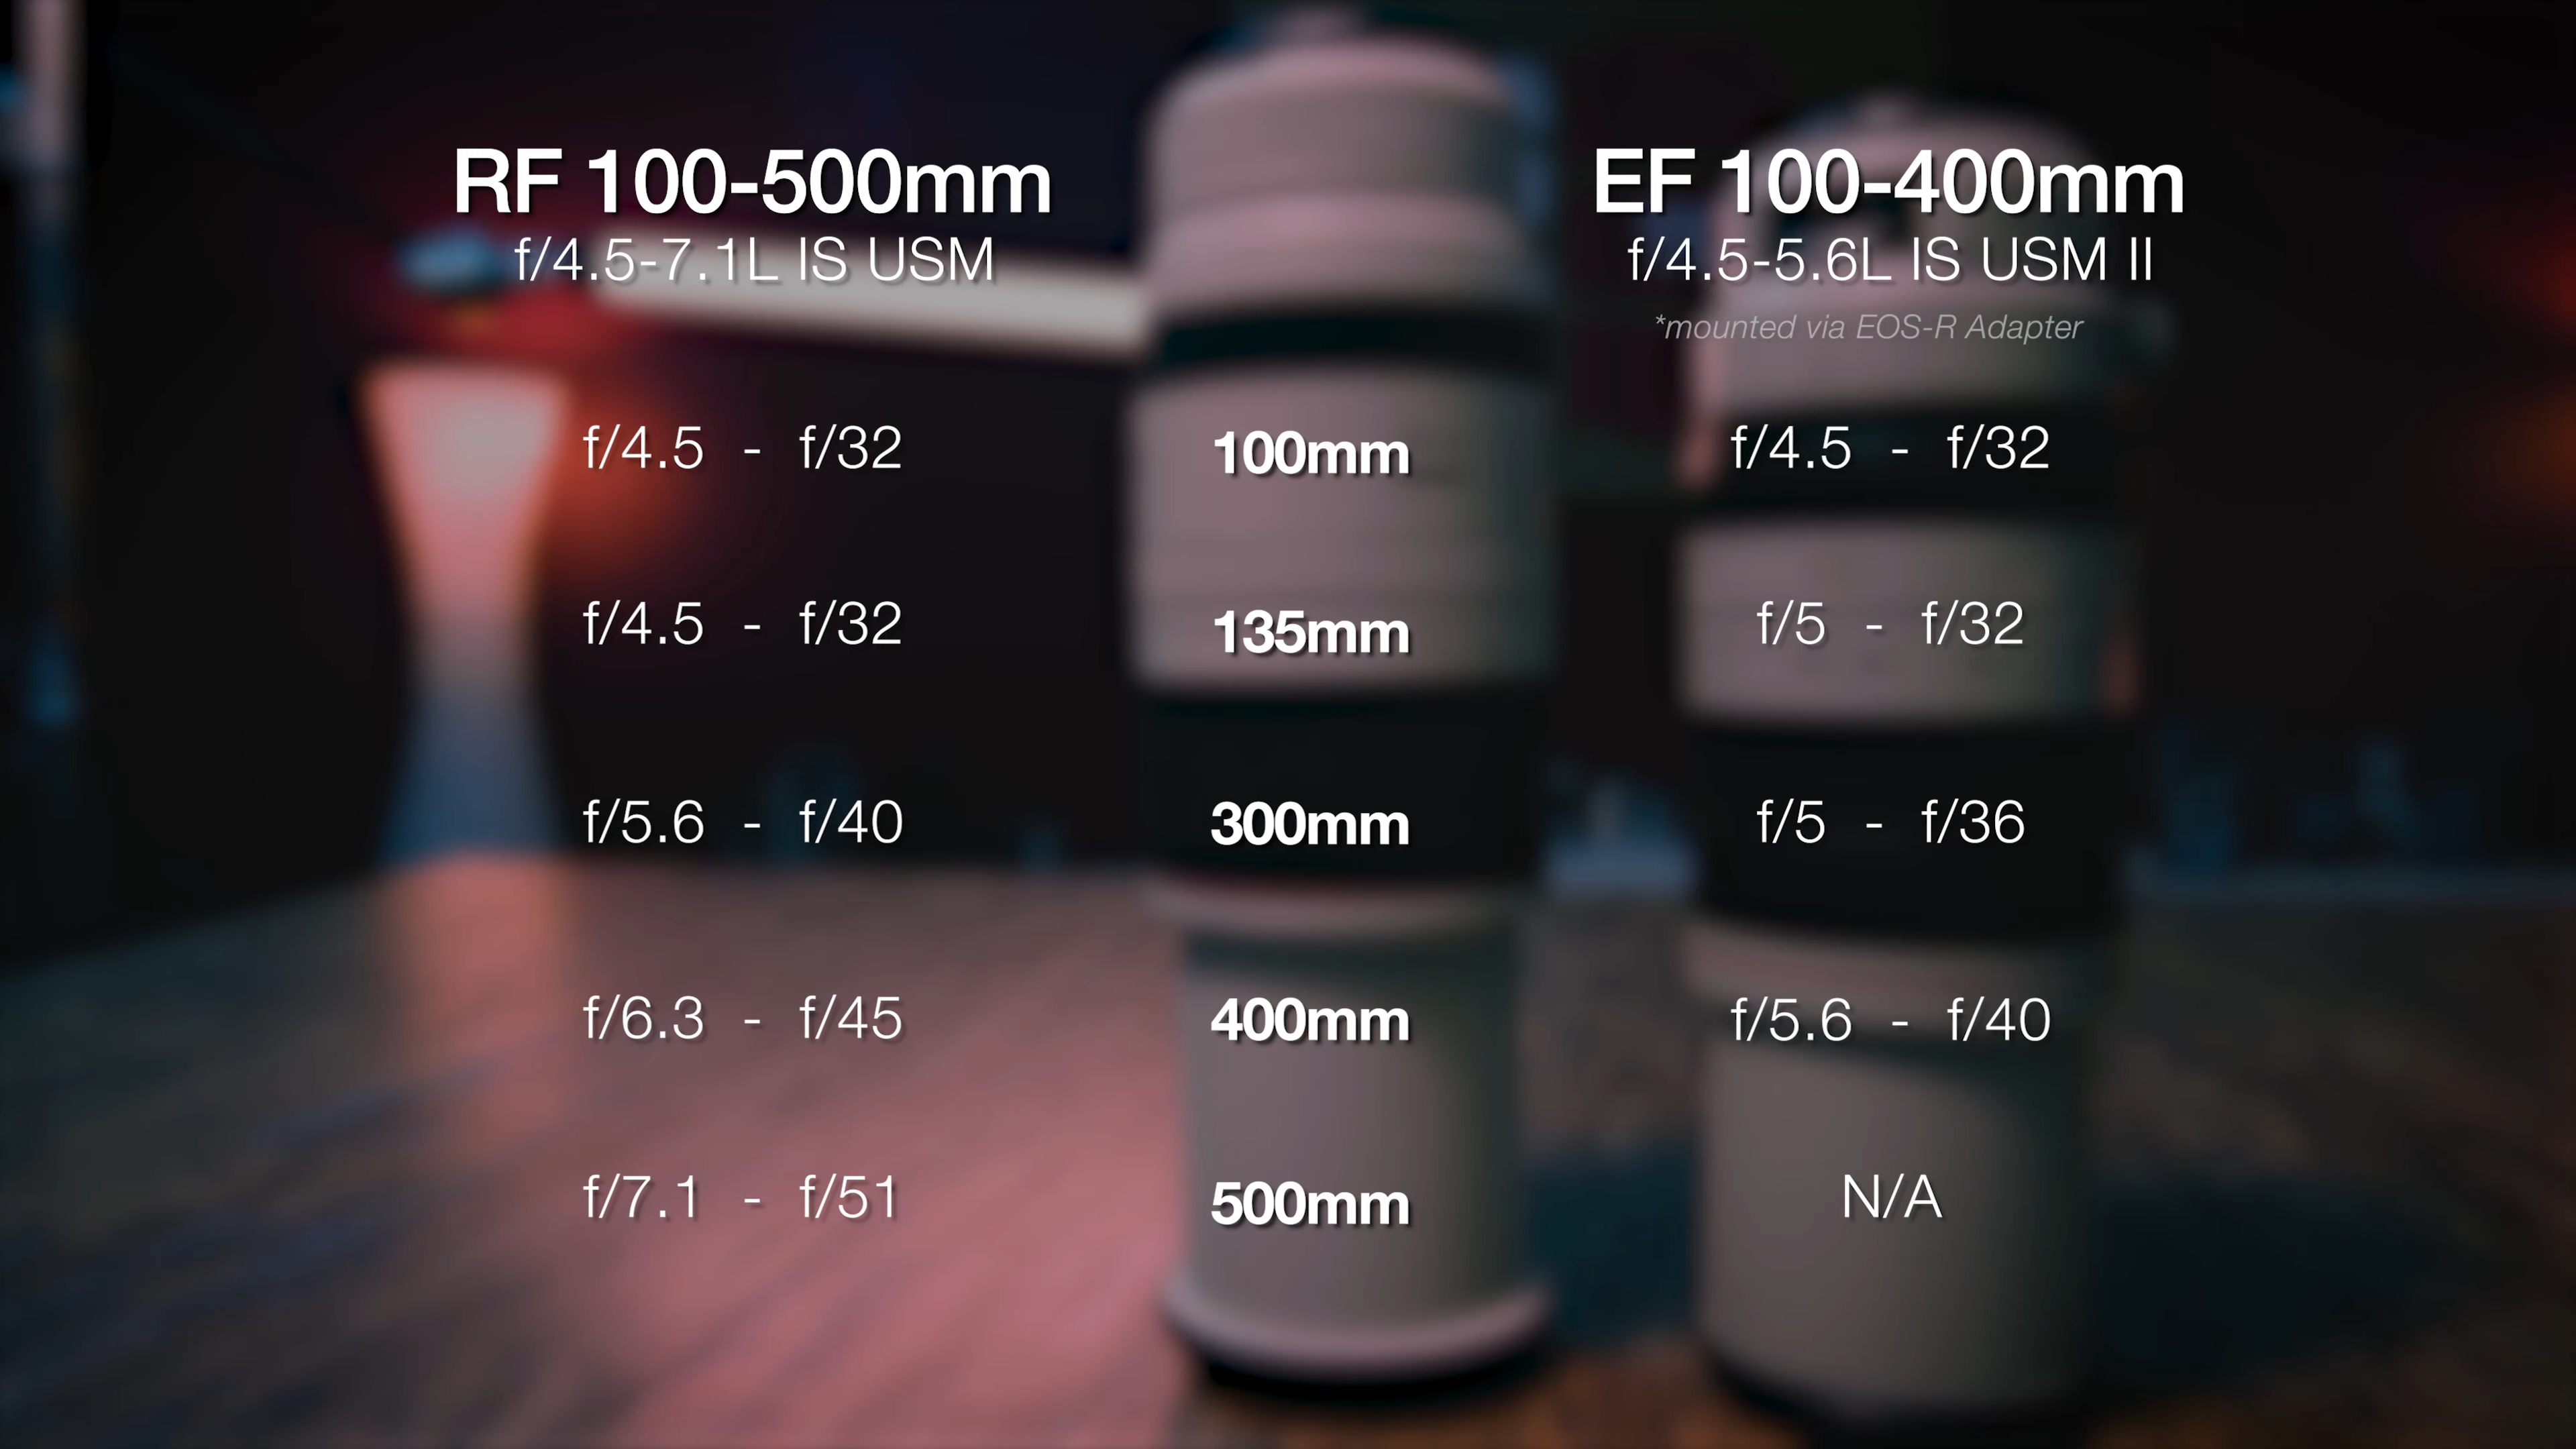 RF 100-500mm
f/4.5-7.1L IS USM
EF 100-400mm
f/4.5-5.6L IS USM II
*mounted via EOS-R Adapter
f/4.5 - f/32 100mm f/4.5 - f/32
f/4.5 - f/32 135mm f/5 - f/32
f/5.6 - f/40 300mm f/5 - f/36
f/6.3 - f/45 400mm f/5.6 - f/40
f/7.1 - f/51 500mm N/A